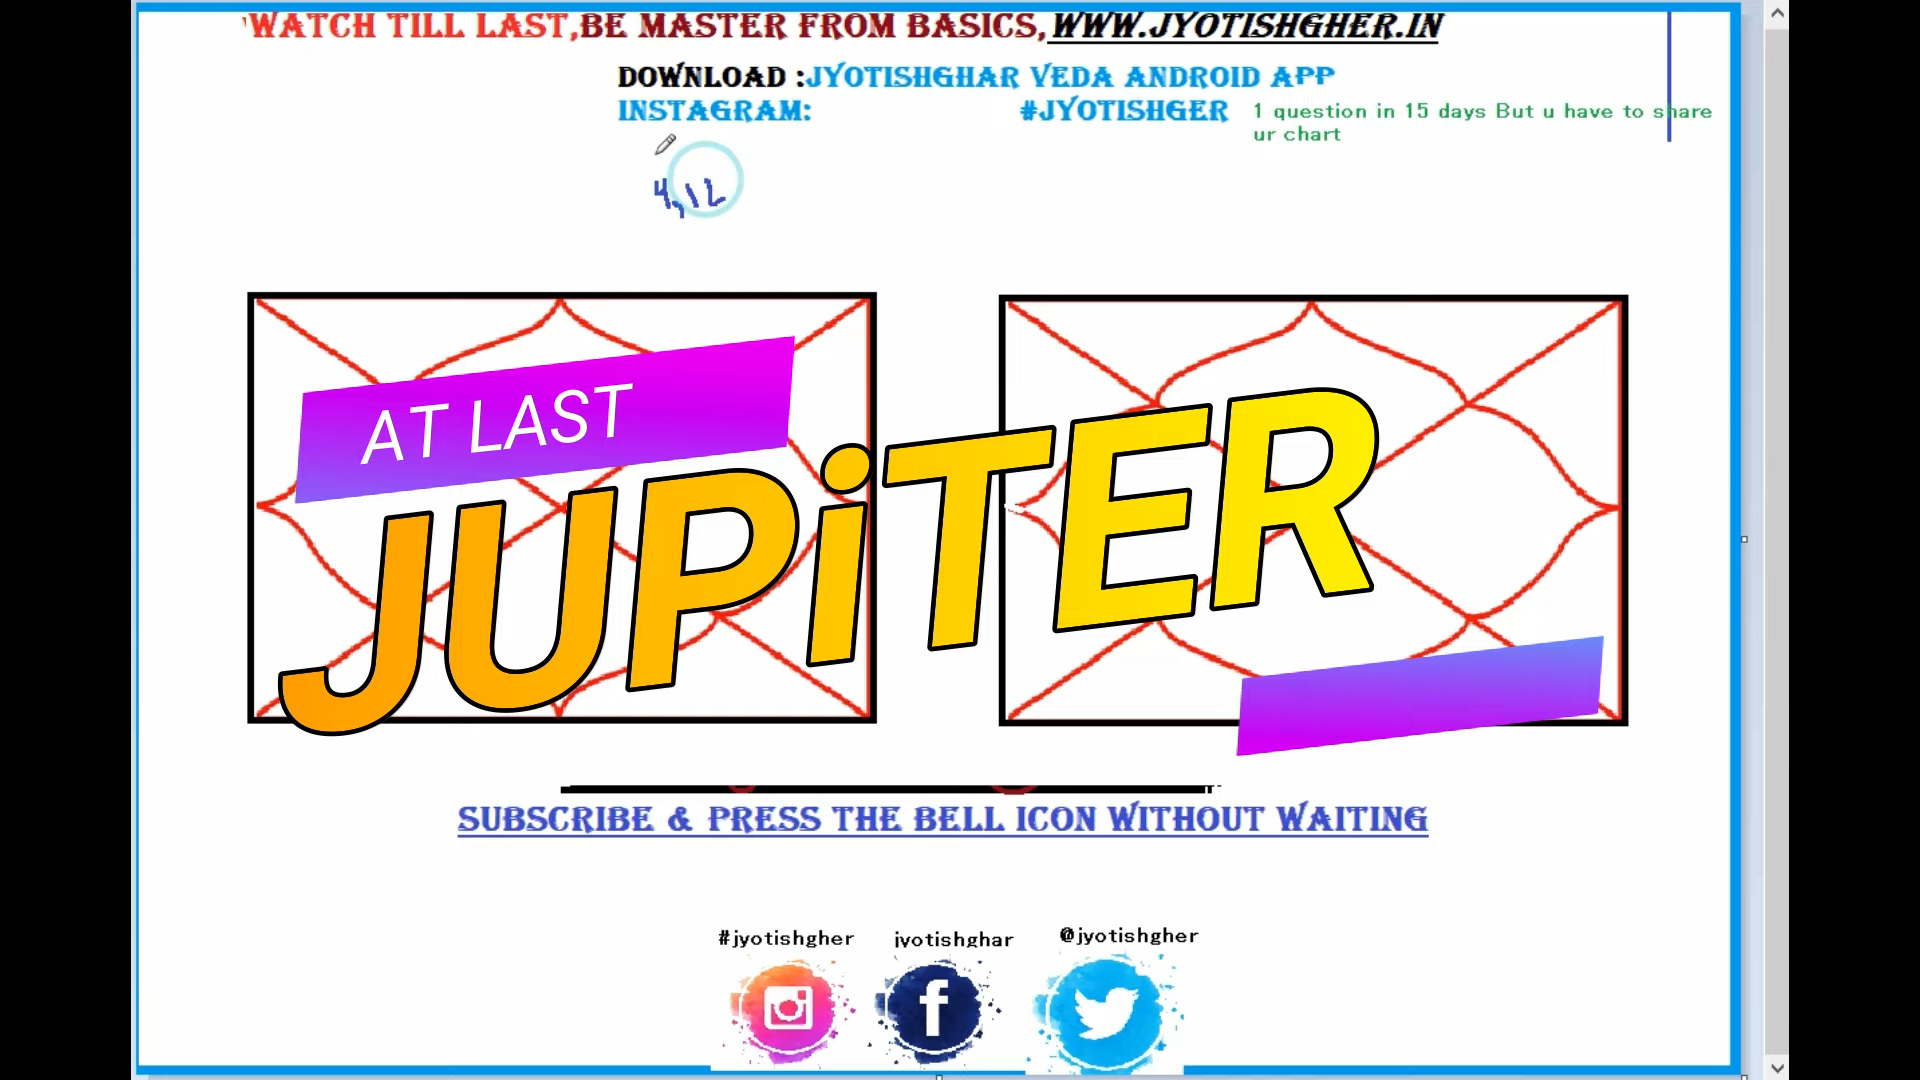 WATCH TILL LAST,BE MASTER FROM BASICS,WWW.JYOTISHGHER.IN
DOWNLOAD :JYOTISHGHAR VEDA ANDROID APP
INSTAGRAM: #JYOTISHGER
1 question in 15 days But u have to share
ur chart
4,12
AT LAST
JUPiTER
SUBSCRIBE & PRESS THE BELL ICON WITHOUT WAITING
#jyotishgher jyotishghar @jyotishgher